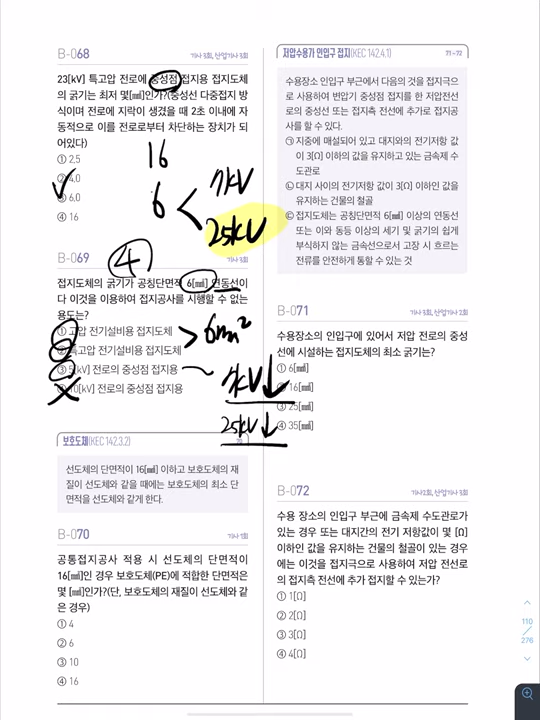 B-068
기사 3회, 산업기사 3회
23[kV] 특고압 전로에 중성점 접지용 접지도체
의 굵기는 최저 몇[㎟]인가?(중성선 다중접지 방
식이며 전로에 지락이 생겼을 때 2초 이내에 자
동적으로 이를 전로로부터 차단하는 장치가 되
어있다)
① 2.5
② 4.0
③ 6.0
④ 16
16
6
7kV
25kV
④
B-069
기사 3회
접지도체의 굵기가 공칭단면적 6[㎟] 연동선이
다 이것을 이용하여 접지공사를 시행할 수 없는
용도는?
① 고압 전기설비용 접지도체
② 특고압 전기설비용 접지도체
③ 5[kV] 전로의 중성점 접지용
④ 10[kV] 전로의 중성점 접지용
6mm²
7kV↓
25kV↓
보호도체(KEC 142.3.2)
70
선도체의 단면적이 16[㎟] 이하고 보호도체의 재
질이 선도체와 같을 때에는 보호도체의 최소 단
면적을 선도체와 같게 한다.
B-070
기사 1회
공통접지공사 적용 시 선도체의 단면적이
16[㎟]인 경우 보호도체(PE)에 적합한 단면적은
몇 [㎟]인가?(단, 보호도체의 재질이 선도체와 같
은 경우)
① 4
② 6
③ 10
④ 16
저압수용가 인입구 접지(KEC 142.4.1)
71~72
수용장소 인입구 부근에서 다음의 것을 접지극으
로 사용하여 변압기 중성점 접지를 한 저압전선로
의 중성선 또는 접지측 전선에 추가로 접지공
사를 할 수 있다.
㉠ 지중에 매설되어 있고 대지와의 전기저항 값
이 3[Ω] 이하의 값을 유지하고 있는 금속제 수
도관로
㉡ 대지 사이의 전기저항 값이 3[Ω] 이하인 값을
유지하는 건물의 철골
㉢ 접지도체는 공칭단면적 6[㎟] 이상의 연동선
또는 이와 동등 이상의 세기 및 굵기의 쉽게
부식하지 않는 금속선으로서 고장 시 흐르는
전류를 안전하게 통할 수 있는 것
B-071
기사 3회, 산업기사 2회
수용장소의 인입구에 있어서 저압 전로의 중성
선에 시설하는 접지도체의 최소 굵기는?
① 6[㎟]
② 16[㎟]
③ 25[㎟]
④ 35[㎟]
B-072
기사2회, 산업기사 3회
수용 장소의 인입구 부근에 금속제 수도관로가
있는 경우 또는 대지간의 전기 저항값이 몇 [Ω]
이하인 값을 유지하는 건물의 철골이 있는 경우
에는 이것을 접지극으로 사용하여 저압 전선로
의 접지측 전선에 추가 접지할 수 있는가?
① 1[Ω]
② 2[Ω]
③ 3[Ω]
④ 4[Ω]
110
276